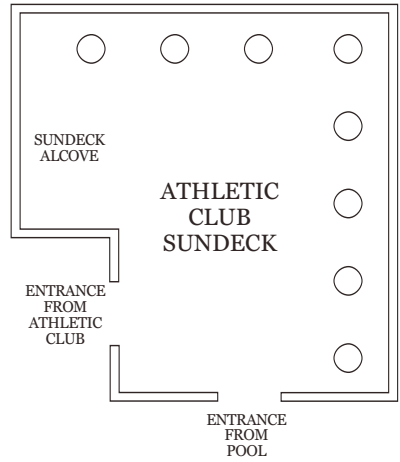 SUNDECK
ALCOVE
ATHLETIC
CLUB
SUNDECK
ENTRANCE
FROM
ATHLETIC
CLUB
ENTRANCE
FROM
POOL